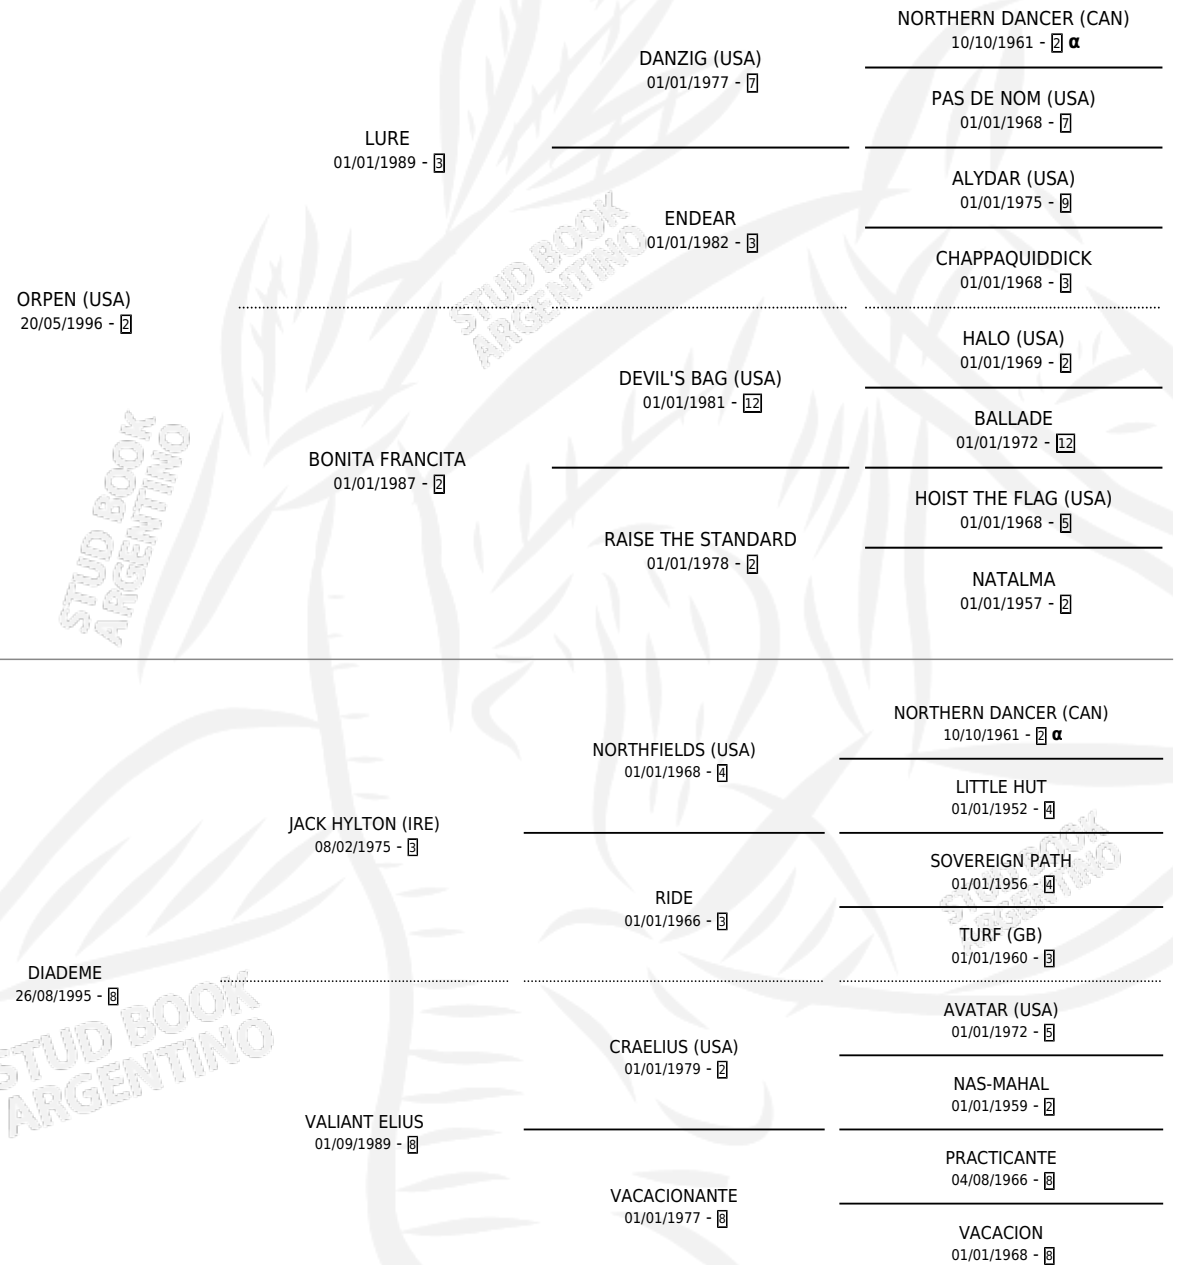 NORTHERN DANCER (CAN)
10/10/1961 - 2 α
DANZIG (USA)
01/01/1977 - 7
PAS DE NOM (USA)
01/01/1968 - 7
LURE
01/01/1989 - 3
ALYDAR (USA)
01/01/1975 - 9
ENDEAR
01/01/1982 - 3
CHAPPAQUIDDICK
01/01/1968 - 3
ORPEN (USA)
20/05/1996 - 2
HALO (USA)
01/01/1969 - 2
DEVIL'S BAG (USA)
01/01/1981 - 12
BALLADE
01/01/1972 - 12
BONITA FRANCITA
01/01/1987 - 2
HOIST THE FLAG (USA)
01/01/1968 - 5
RAISE THE STANDARD
01/01/1978 - 2
NATALMA
01/01/1957 - 2
NORTHERN DANCER (CAN)
10/10/1961 - 2 α
NORTHFIELDS (USA)
01/01/1968 - 4
LITTLE HUT
01/01/1952 - 4
JACK HYLTON (IRE)
08/02/1975 - 3
SOVEREIGN PATH
01/01/1956 - 4
RIDE
01/01/1966 - 3
TURF (GB)
01/01/1960 - 3
DIADEME
26/08/1995 - 8
AVATAR (USA)
01/01/1972 - 5
CRAELIUS (USA)
01/01/1979 - 2
NAS-MAHAL
01/01/1959 - 2
VALIANT ELIUS
01/09/1989 - 8
PRACTICANTE
04/08/1966 - 8
VACACIONANTE
01/01/1977 - 8
VACACION
01/01/1968 - 8
STUD BOOK
ARGENTINO
STUD BOOK
ARGENTINO
STUD BOOK
ARGENTINO
STUD BOOK
ARGENTINO